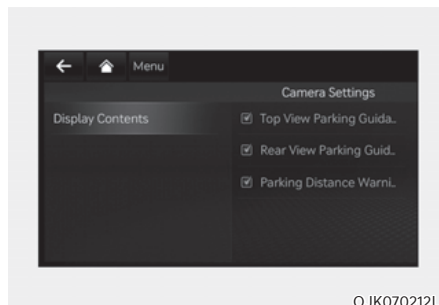 Menu
Camera Settings
Display Contents
Top View Parking Guida..
Rear View Parking Guid..
Parking Distance Warni..
OJK070212L